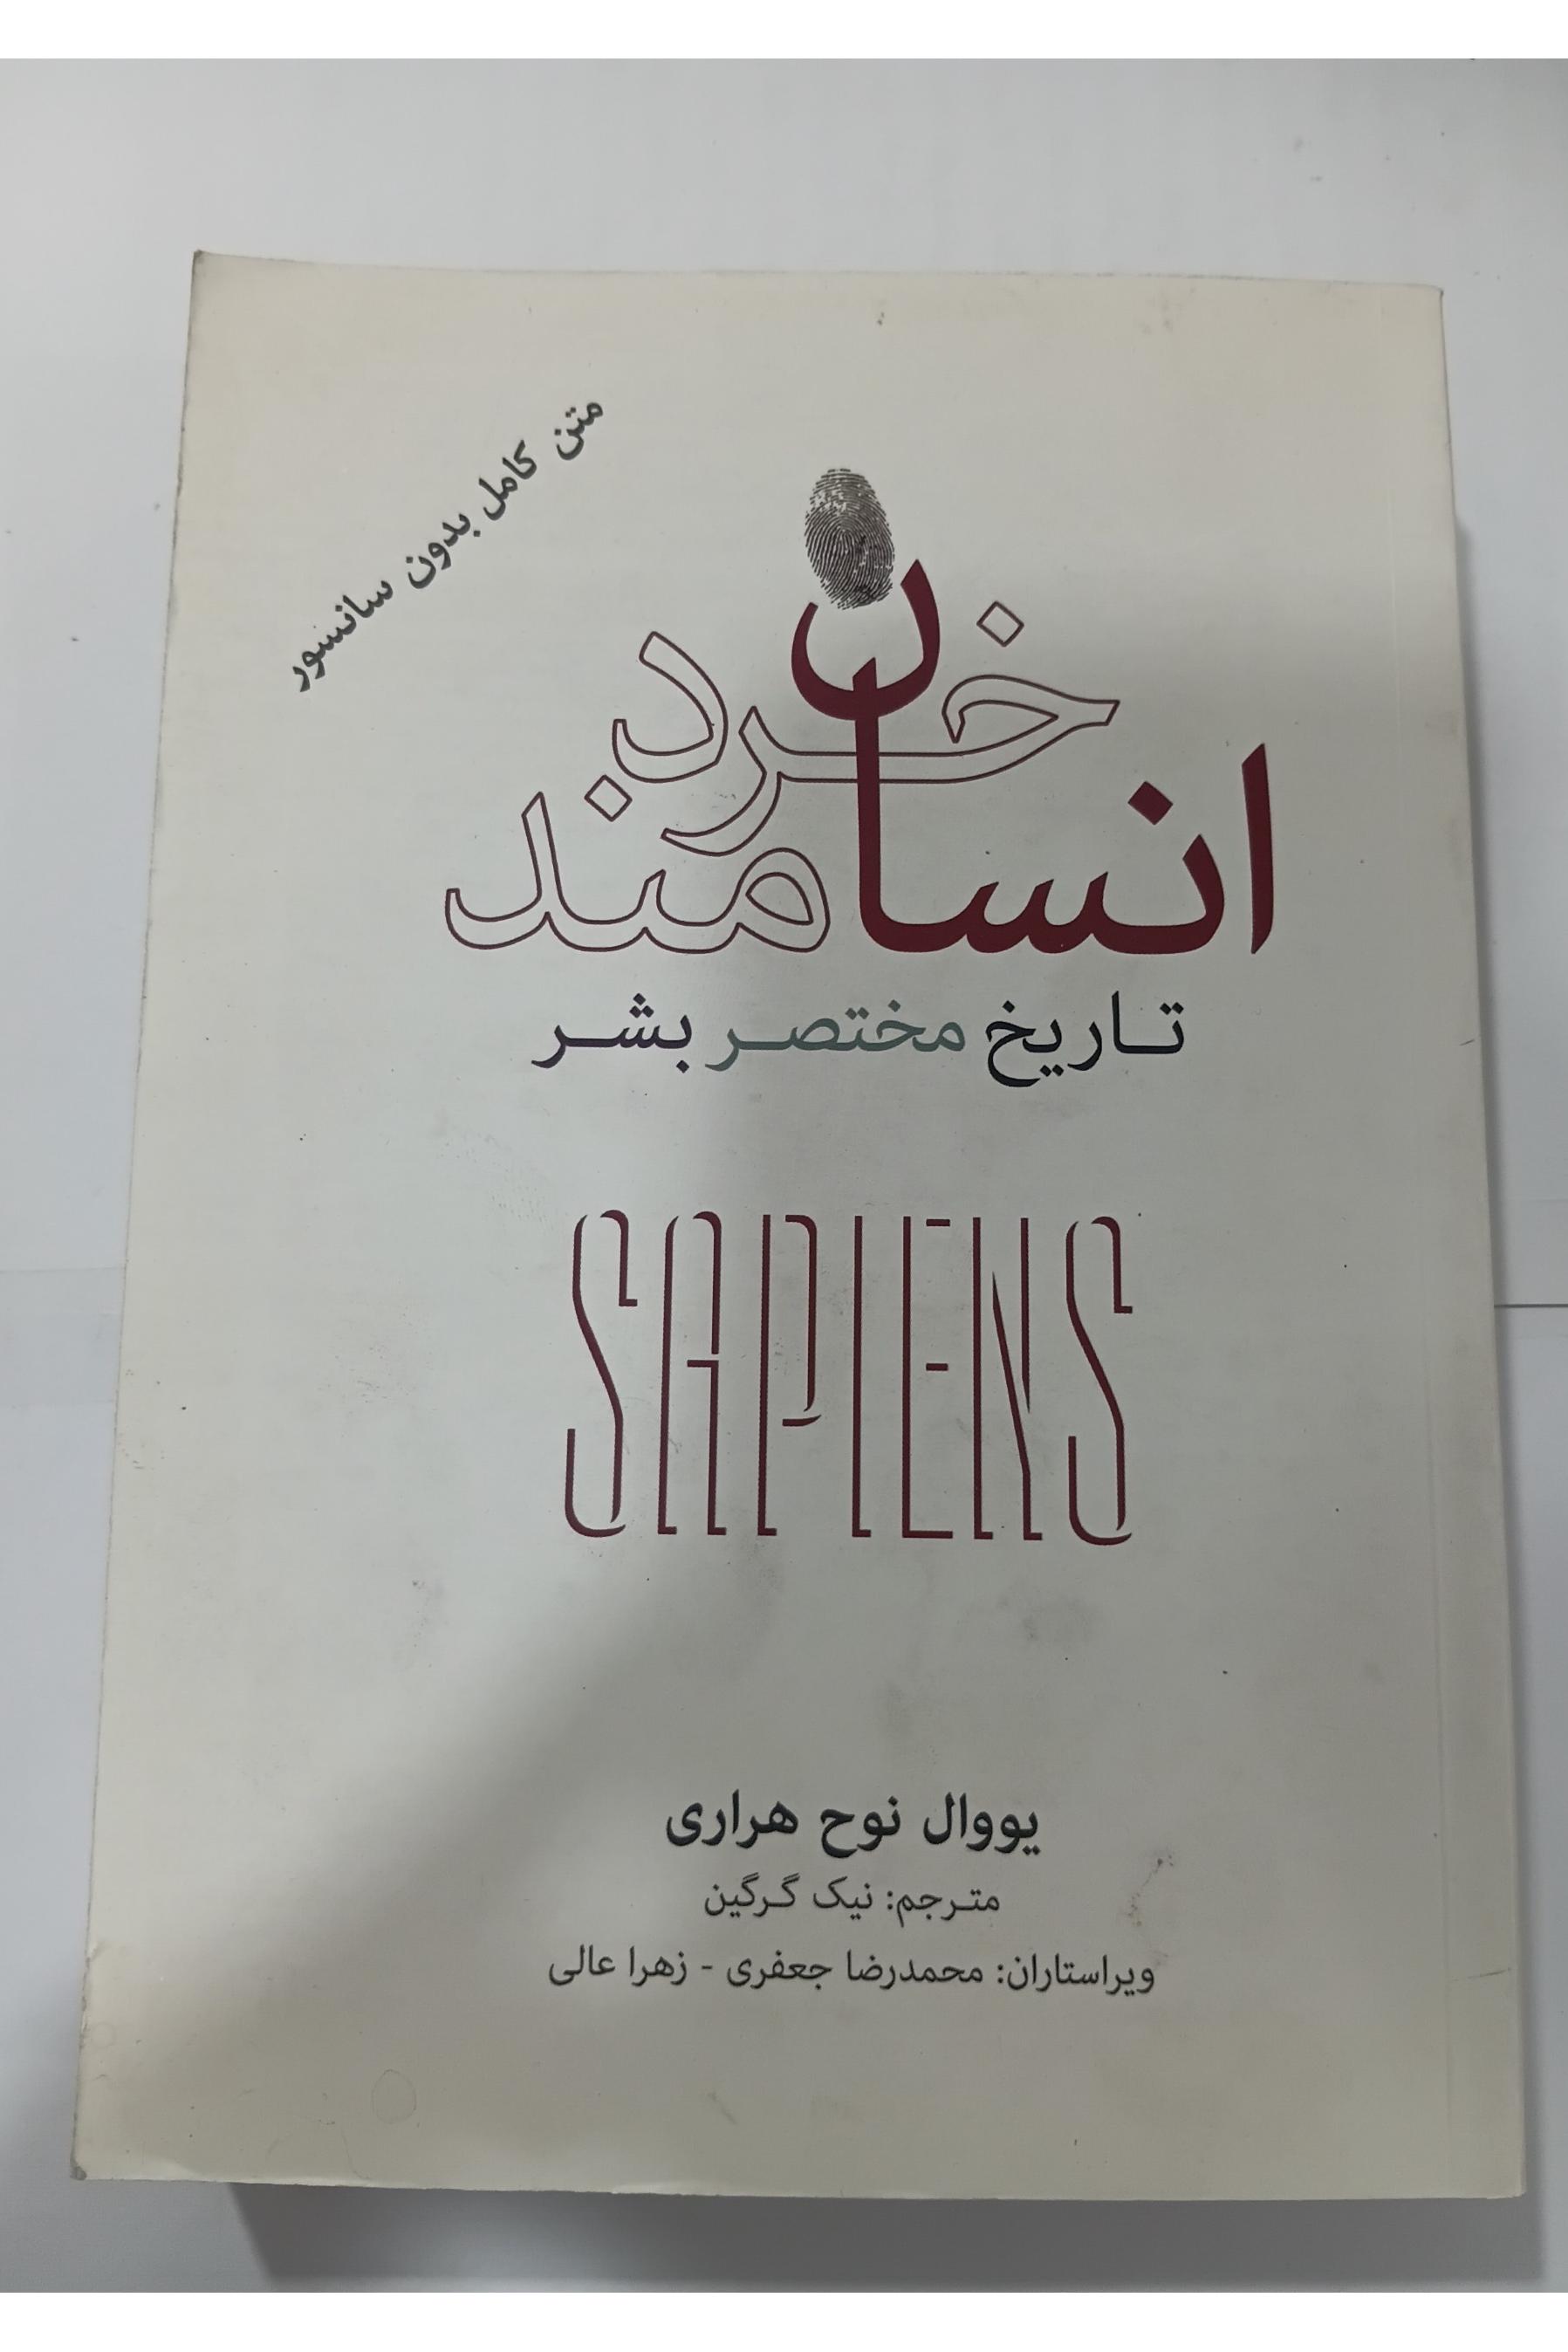 متن کامل بدون سانسور
انسان خردمند
تاریخ مختصر بشر
SAPIENS
یووال نوح هراری
مترجم: نیک گرگین
ویراستاران: محمدرضا جعفری - زهرا عالی